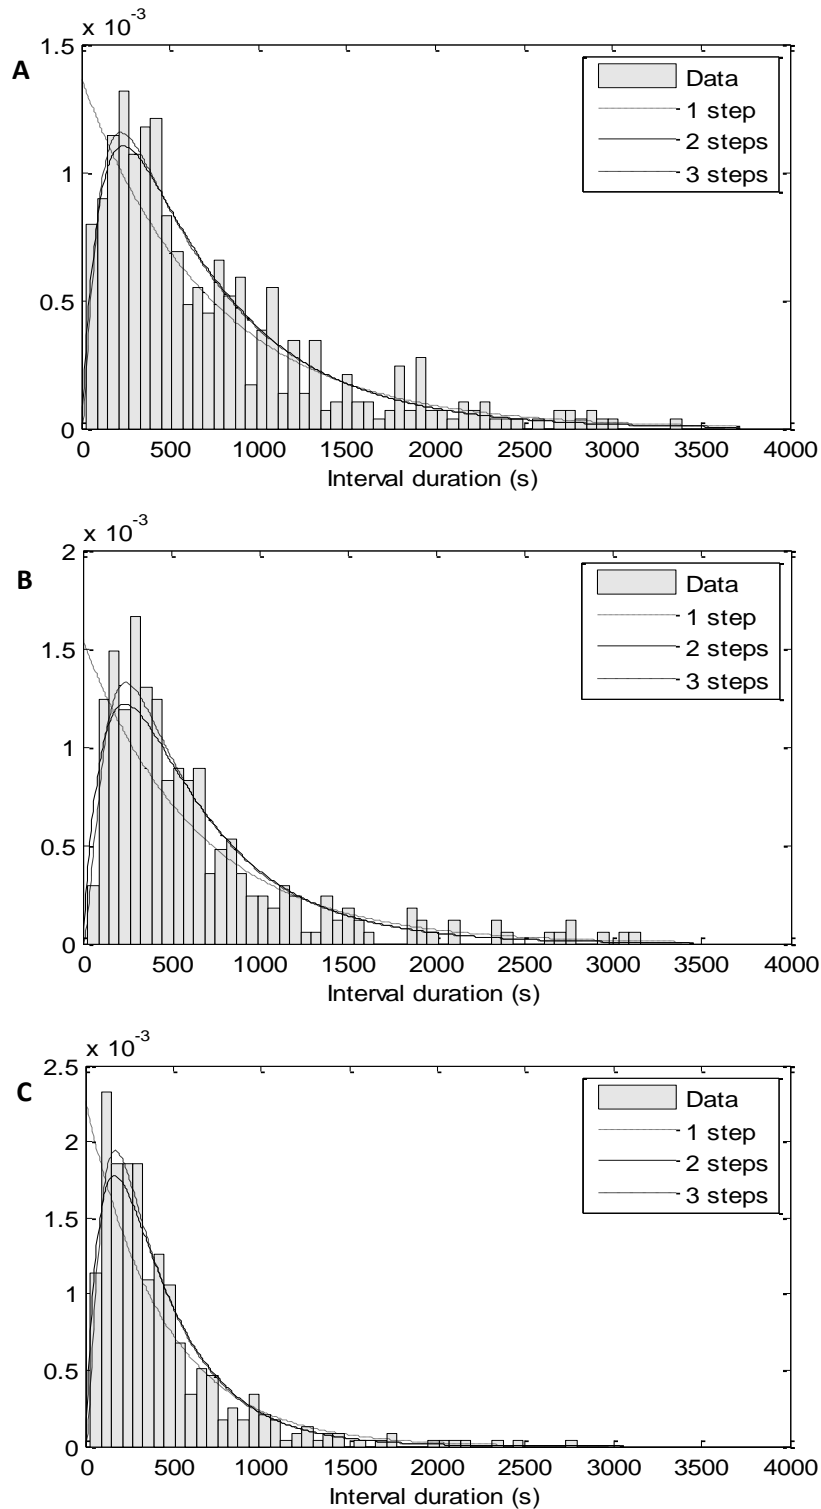 x 10-3
A
1.5
1
0.5
0
Data
1 step
2 steps
3 steps
0 500 1000 1500 2000 2500 3000 3500 4000
Interval duration (s)
x 10-3
B
2
1.5
1
0.5
0
Data
1 step
2 steps
3 steps
0 500 1000 1500 2000 2500 3000 3500 4000
Interval duration (s)
x 10-3
C
2.5
2
1.5
1
0.5
0
Data
1 step
2 steps
3 steps
0 500 1000 1500 2000 2500 3000 3500 4000
Interval duration (s)